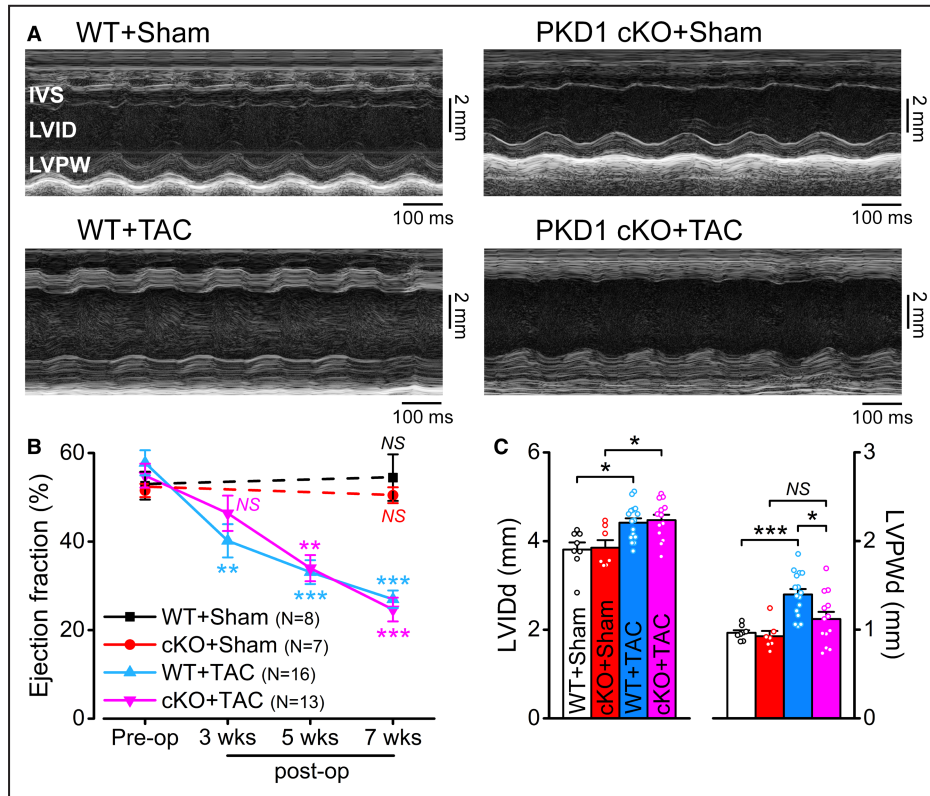 A WT+Sham
PKD1 cKO+Sham
IVS
LVID
LVPW
2 mm
2 mm
100 ms
100 ms
WT+TAC
PKD1 cKO+TAC
2 mm
2 mm
100 ms
100 ms
B
Ejection fraction (%)
60
40
20
0
NS
NS
NS
**
**
***
***
***
WT+Sham (N=8)
cKO+Sham (N=7)
WT+TAC (N=16)
cKO+TAC (N=13)
Pre-op 3 wks 5 wks 7 wks
post-op
C
LVIDd (mm)
6
4
2
0
*
*
WT+Sham
cKO+Sham
WT+TAC
cKO+TAC
NS
***
*
3
2
1
0
LVPWd (mm)